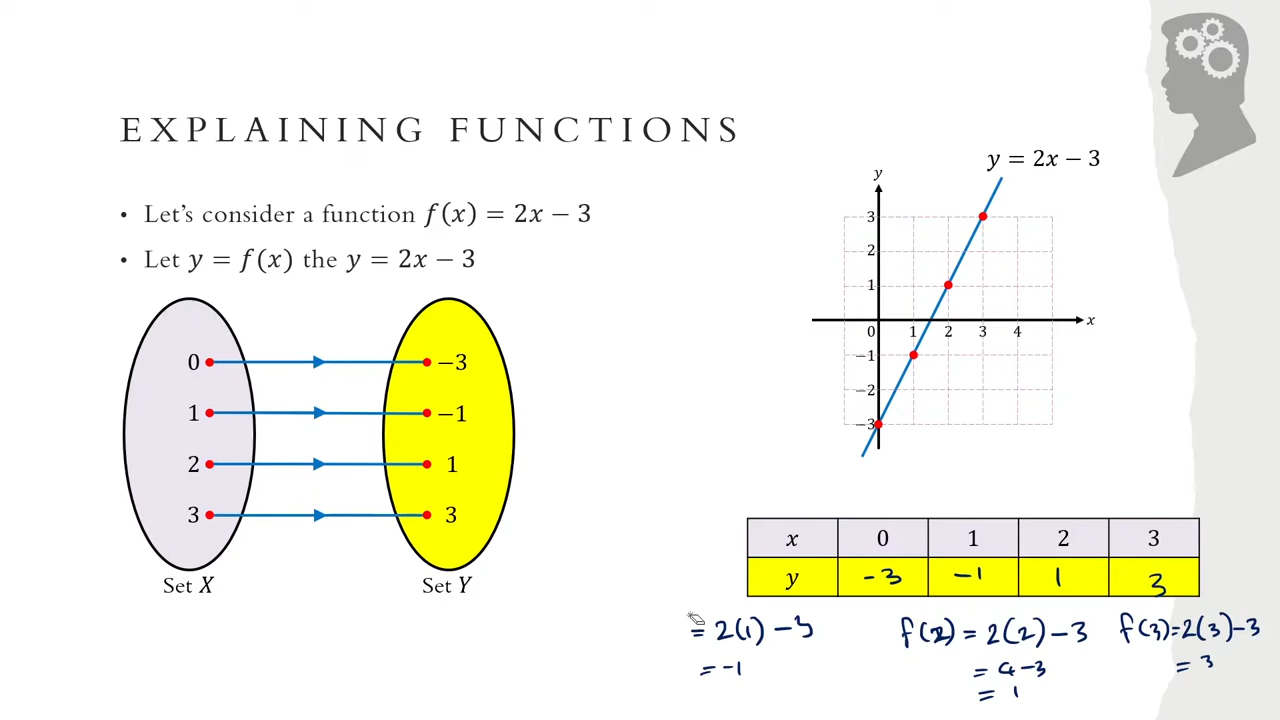 EXPLAINING FUNCTIONS
• Let's consider a function f(x) = 2x − 3
• Let y = f(x) the y = 2x − 3
0 −3
1 −1
2 1
3 3
Set X Set Y
y = 2x − 3
y
3
2
1
0 1 2 3 4 x
−1
−2
−3
x 0 1 2 3
y -3 -1 1 3
= 2(1) - 3
= -1
f(2) = 2(2) - 3
= 4 - 3
= 1
f(3) = 2(3) - 3
= 3